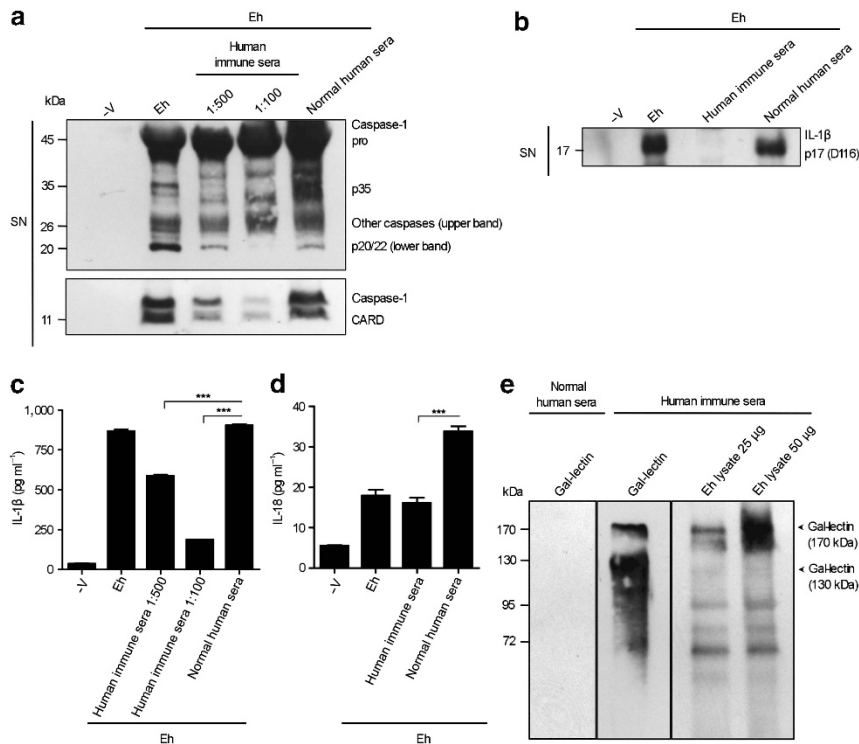 a
Eh
Human
immune sera
kDa
–V
Eh
1:500
1:100
Normal human sera
SN
45
35
26
20
11
Caspase-1
pro
p35
Other caspases (upper band)
p20/22 (lower band)
Caspase-1
CARD
b
Eh
–V
Eh
Human immune sera
Normal human sera
SN
17
IL-1β
p17 (D116)
c
IL-1β (pg ml⁻¹)
1,000
750
500
250
0
***
***
–V
Eh
Human immune sera 1:500
Human immune sera 1:100
Normal human sera
Eh
d
IL-18 (pg ml⁻¹)
40
30
20
10
0
***
–V
Eh
Human immune sera
Normal human sera
Eh
e
Normal
human sera
Human immune sera
Gal-lectin
Gal-lectin
Eh lysate 25 µg
Eh lysate 50 µg
kDa
170
130
95
72
Gal-lectin
(170 kDa)
Gal-lectin
(130 kDa)